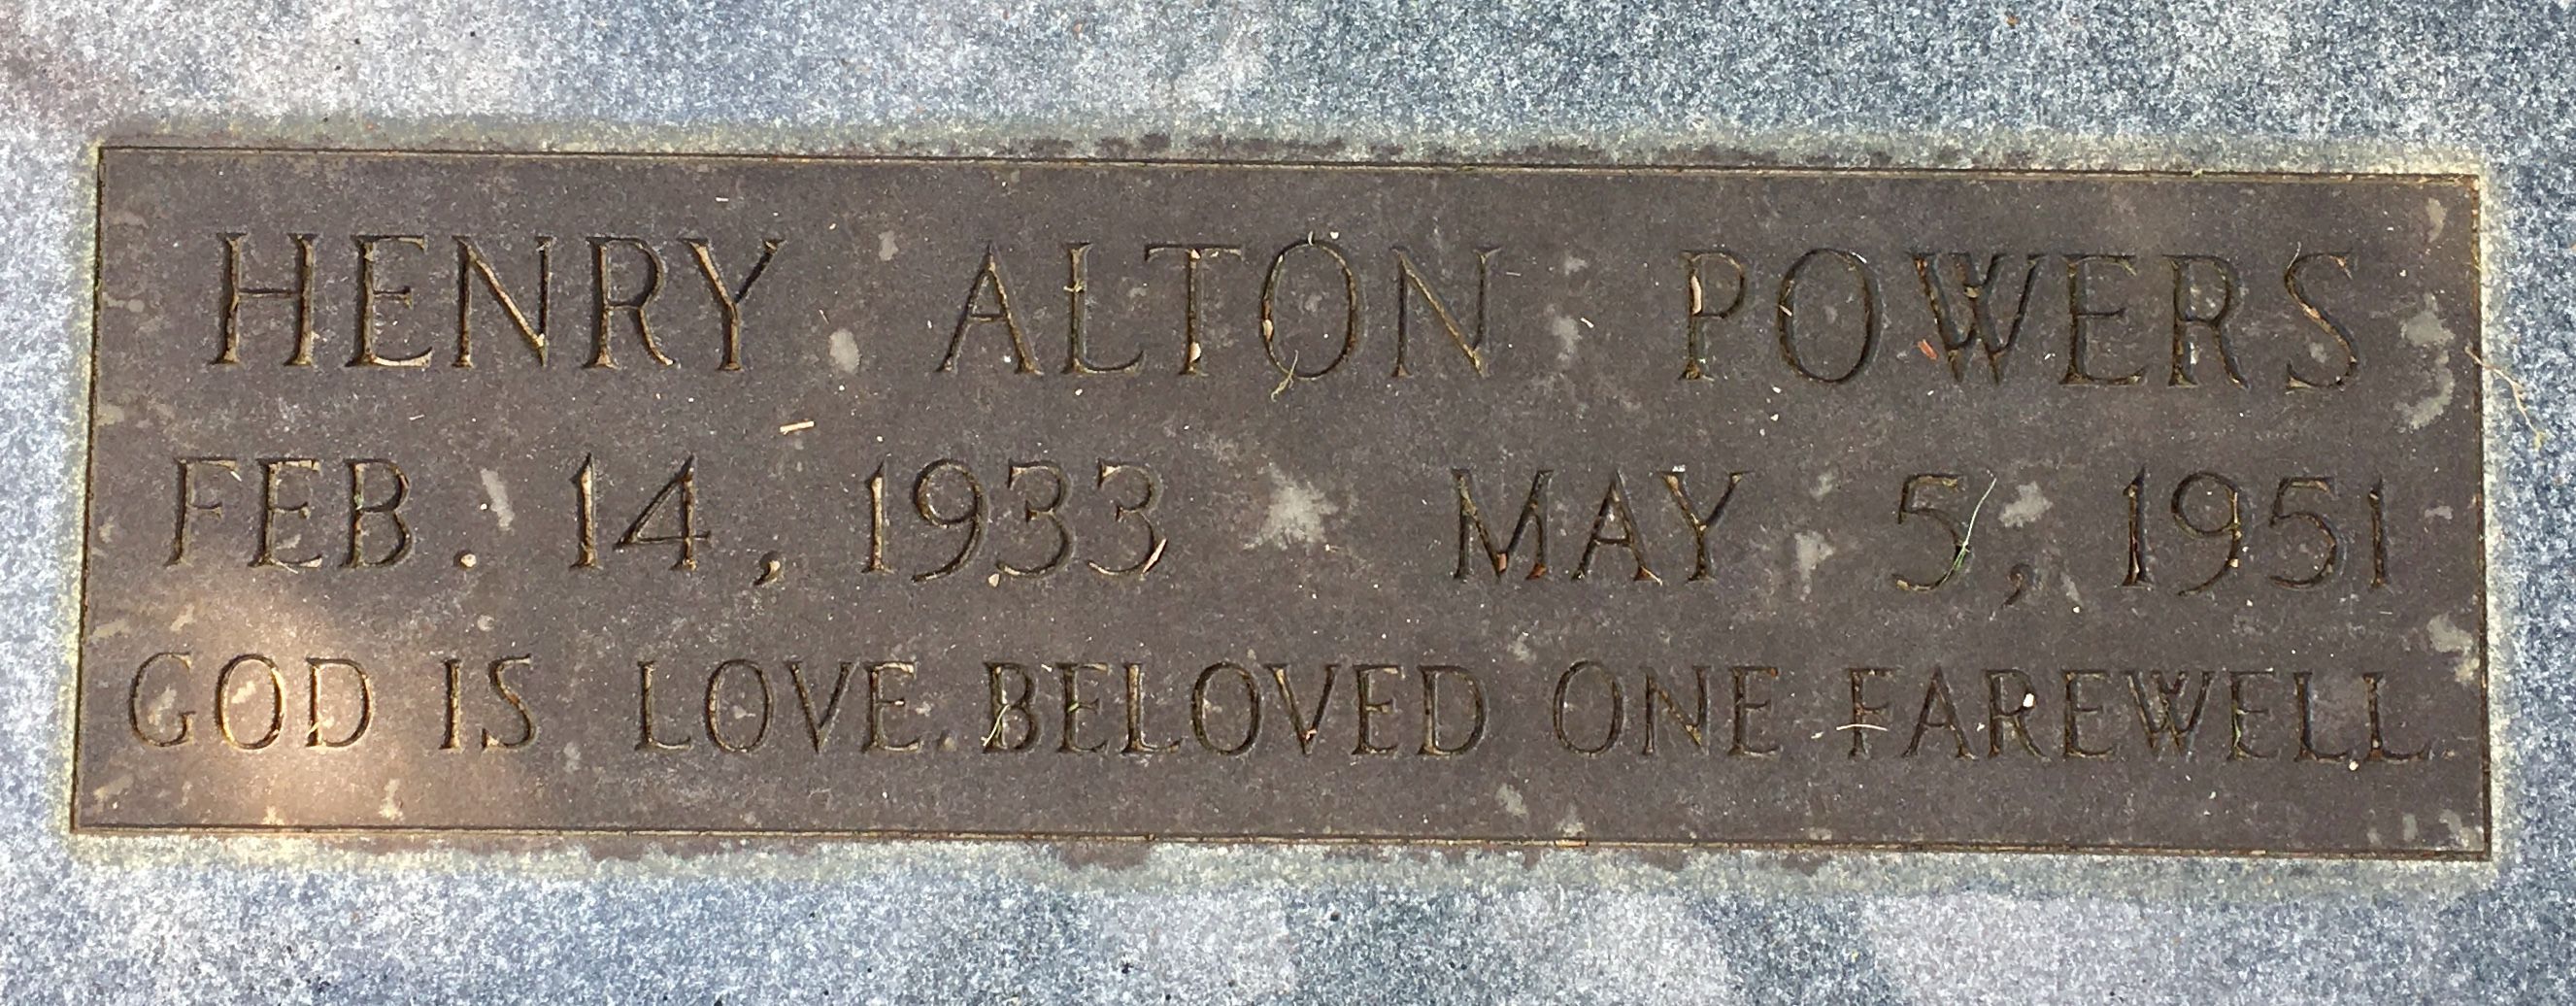 HENRY ALTON POWERS
FEB. 14, 1933 MAY 5, 1951
GOD IS LOVE. BELOVED ONE FAREWELL